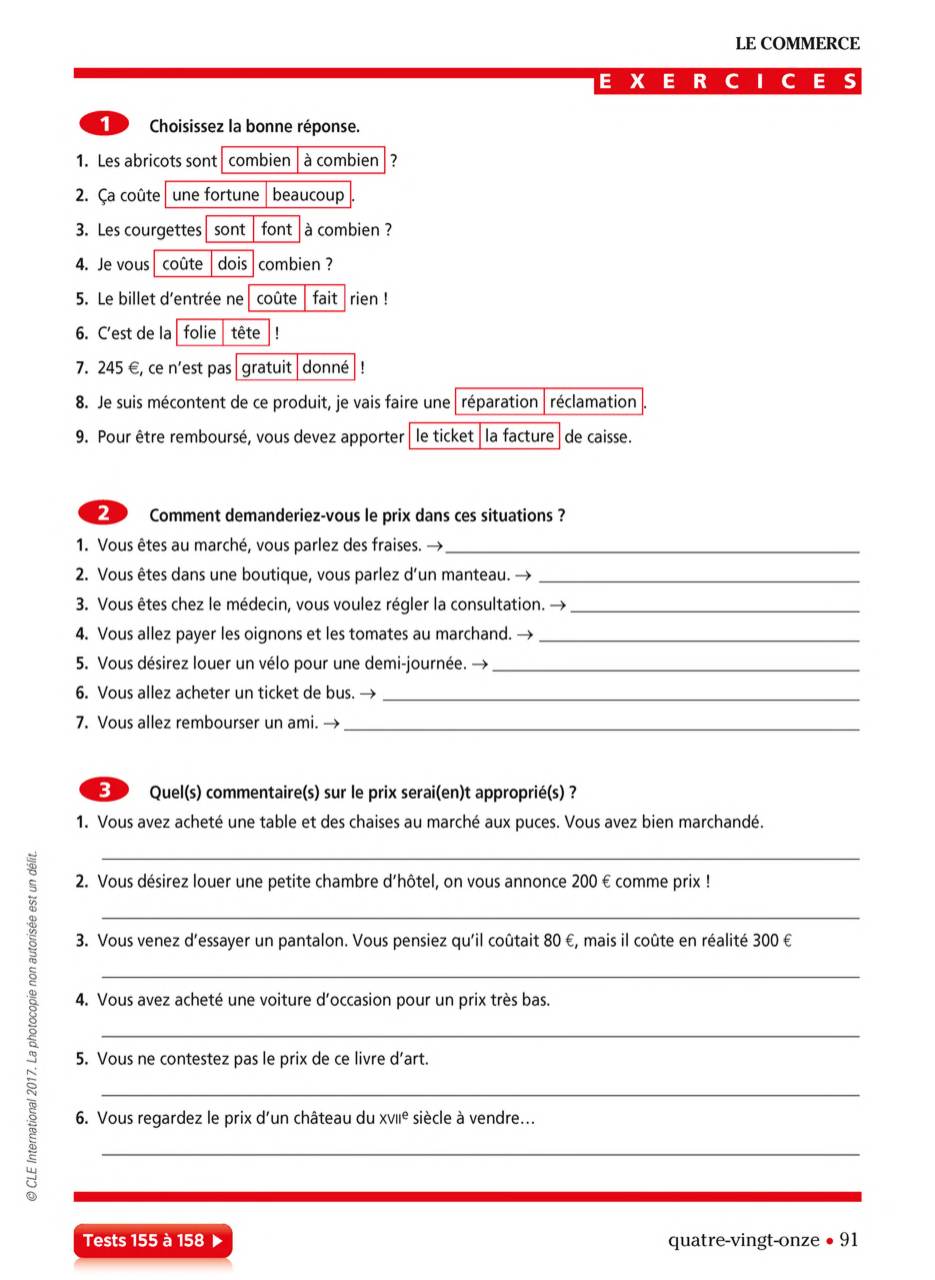 LE COMMERCE
EXERCICES
1 Choisissez la bonne réponse.
1. Les abricots sont combien à combien ?
2. Ça coûte une fortune beaucoup.
3. Les courgettes sont font à combien ?
4. Je vous coûte dois combien ?
5. Le billet d'entrée ne coûte fait rien !
6. C'est de la folie tête !
7. 245 €, ce n'est pas gratuit donné !
8. Je suis mécontent de ce produit, je vais faire une réparation réclamation.
9. Pour être remboursé, vous devez apporter le ticket la facture de caisse.
2 Comment demanderiez-vous le prix dans ces situations ?
1. Vous êtes au marché, vous parlez des fraises. →
2. Vous êtes dans une boutique, vous parlez d'un manteau. →
3. Vous êtes chez le médecin, vous voulez régler la consultation. →
4. Vous allez payer les oignons et les tomates au marchand. →
5. Vous désirez louer un vélo pour une demi-journée. →
6. Vous allez acheter un ticket de bus. →
7. Vous allez rembourser un ami. →
3 Quel(s) commentaire(s) sur le prix serai(en)t approprié(s) ?
1. Vous avez acheté une table et des chaises au marché aux puces. Vous avez bien marchandé.
2. Vous désirez louer une petite chambre d'hôtel, on vous annonce 200 € comme prix !
3. Vous venez d'essayer un pantalon. Vous pensiez qu'il coûtait 80 €, mais il coûte en réalité 300 €
4. Vous avez acheté une voiture d'occasion pour un prix très bas.
5. Vous ne contestez pas le prix de ce livre d'art.
6. Vous regardez le prix d'un château du XVIIe siècle à vendre…
© CLE International 2017. La photocopie non autorisée est un délit.
Tests 155 à 158 ▶
quatre-vingt-onze • 91